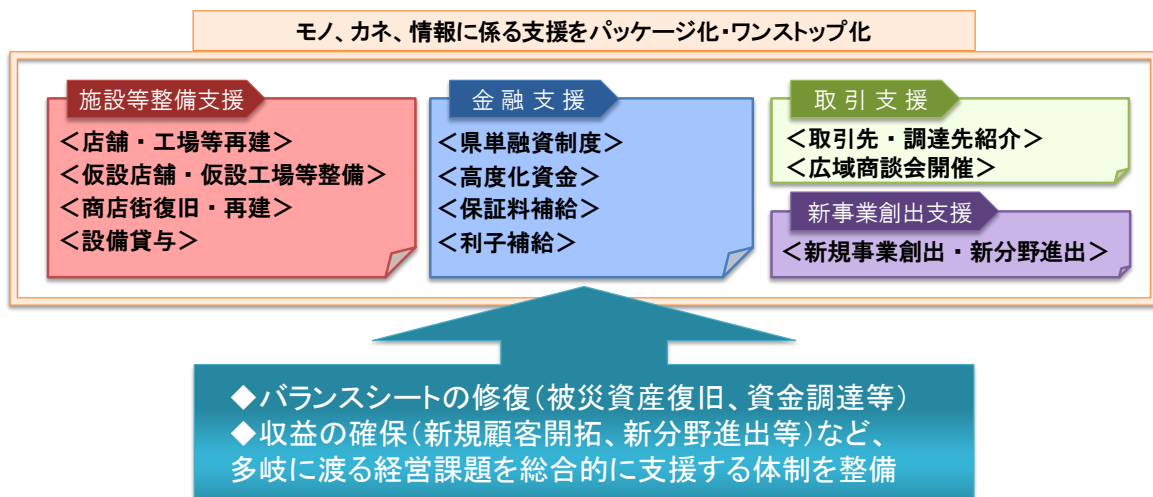 モノ、カネ、情報に係る支援をパッケージ化・ワンストップ化
施設等整備支援
＜店舗・工場等再建＞
＜仮設店舗・仮設工場等整備＞
＜商店街復旧・再建＞
＜設備貸与＞
金融支援
＜県単融資制度＞
＜高度化資金＞
＜保証料補給＞
＜利子補給＞
取引支援
＜取引先・調達先紹介＞
＜広域商談会開催＞
新事業創出支援
＜新規事業創出・新分野進出＞
◆バランスシートの修復（被災資産復旧、資金調達等）
◆収益の確保（新規顧客開拓、新分野進出等）など、
多岐に渡る経営課題を総合的に支援する体制を整備